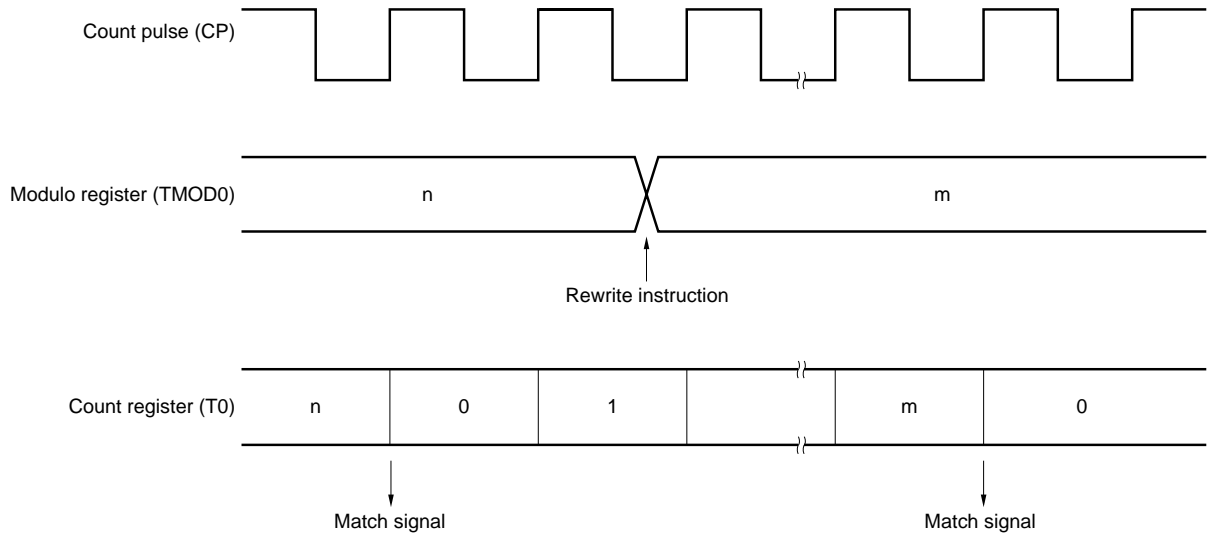 Count pulse (CP)
Modulo register (TMOD0)
n
m
Rewrite instruction
Count register (T0)
n
0
1
m
0
Match signal
Match signal